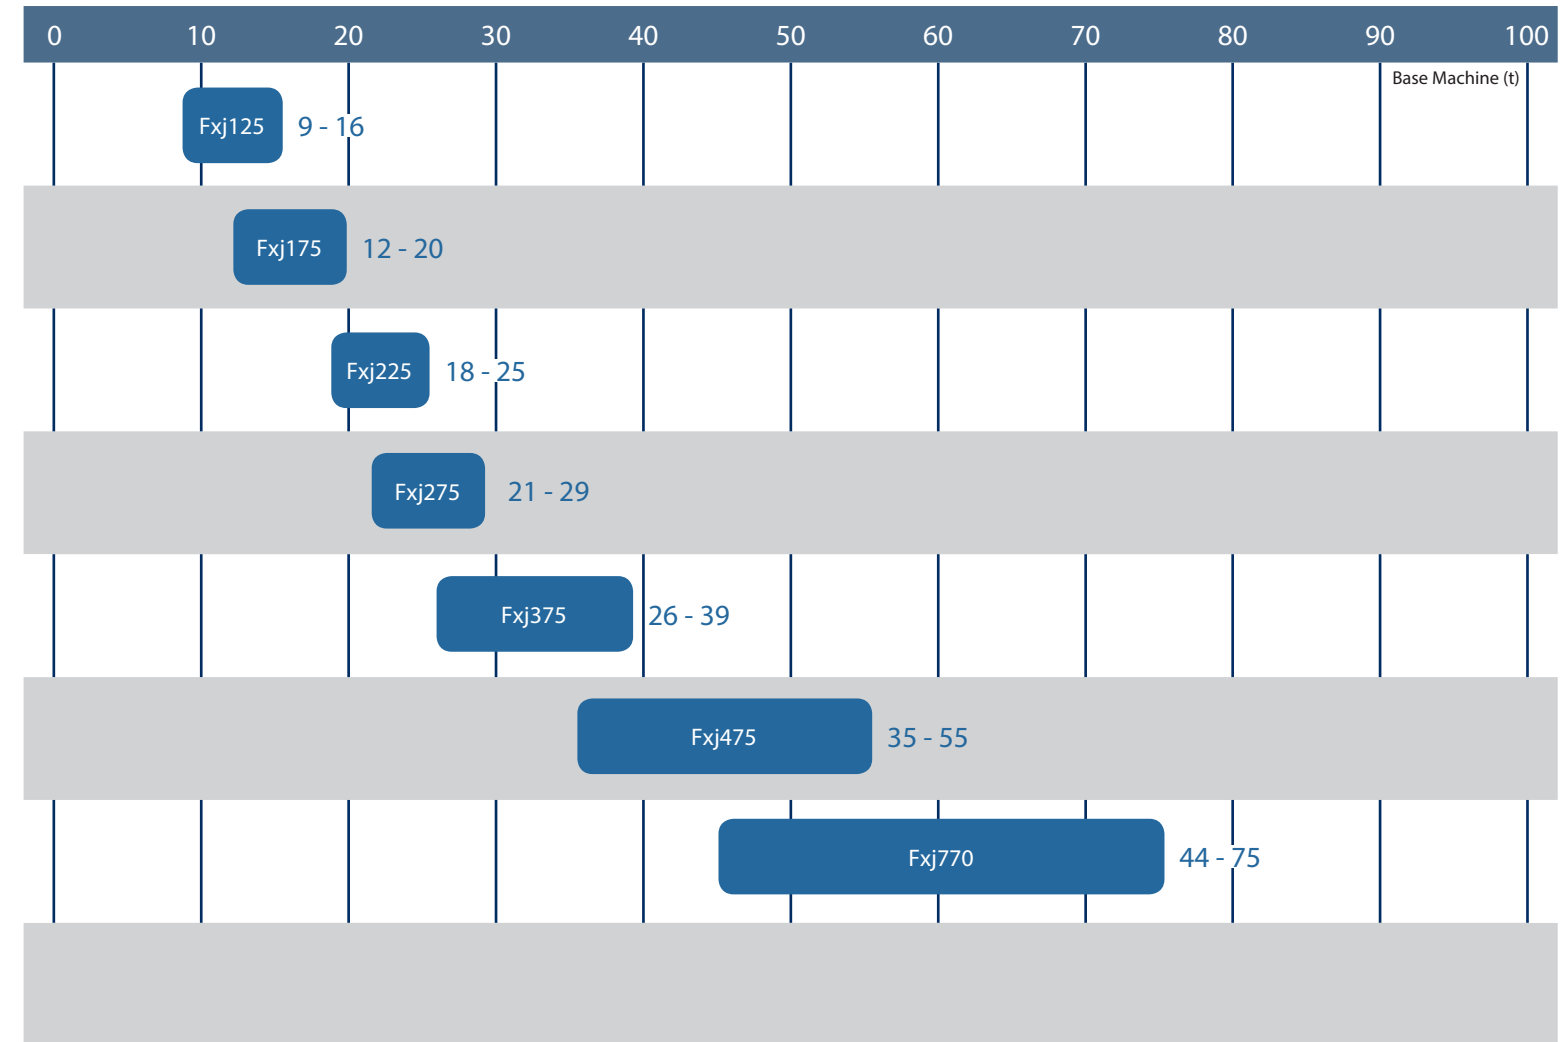 0 10 20 30 40 50 60 70 80 90 100
Base Machine (t)
Fxj125 9 - 16
Fxj175 12 - 20
Fxj225 18 - 25
Fxj275 21 - 29
Fxj375 26 - 39
Fxj475 35 - 55
Fxj770 44 - 75